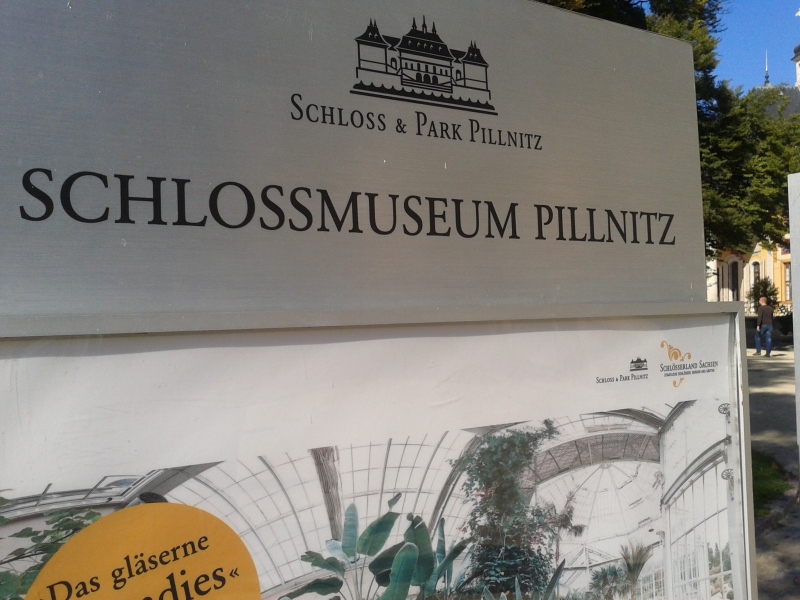 SCHLOSS & PARK PILLNITZ
SCHLOSSMUSEUM PILLNITZ
SCHLOSS & PARK PILLNITZ
SCHLÖSSERLAND SACHSEN
»Das gläserne